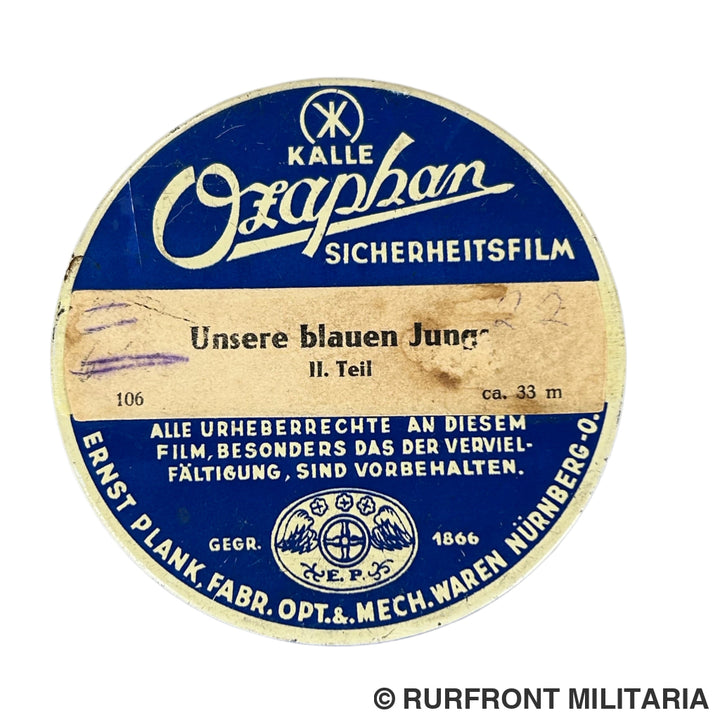 KALLE
Ozaphan
SICHERHEITSFILM
Unsere blauen Jungs
II. Teil
106
ca. 33 m
ALLE URHEBERRECHTE AN DIESEM
FILM, BESONDERS DAS DER VERVIEL-
FÄLTIGUNG, SIND VORBEHALTEN.
GEGR. 1866
E. P.
ERNST PLANK, FABR. OPT. & MECH. WAREN NÜRNBERG-O.
© RURFRONT MILITARIA